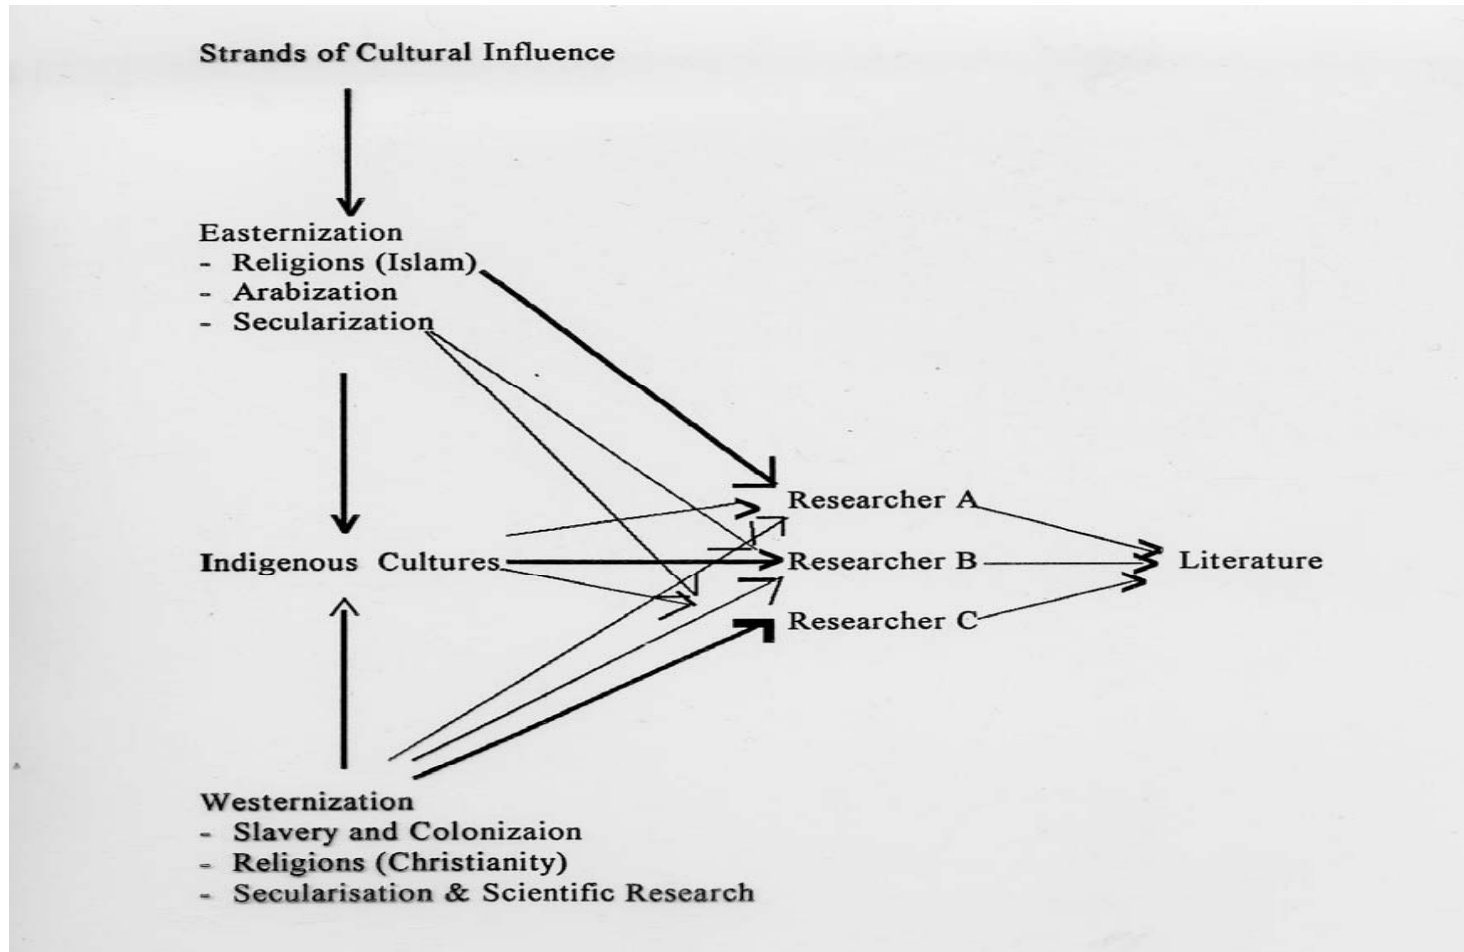 Strands of Cultural Influence
Easternization
- Religions (Islam)
- Arabization
- Secularization
Researcher A
Indigenous Cultures
Researcher B
Literature
Researcher C
Westernization
- Slavery and Colonizaion
- Religions (Christianity)
- Secularisation & Scientific Research